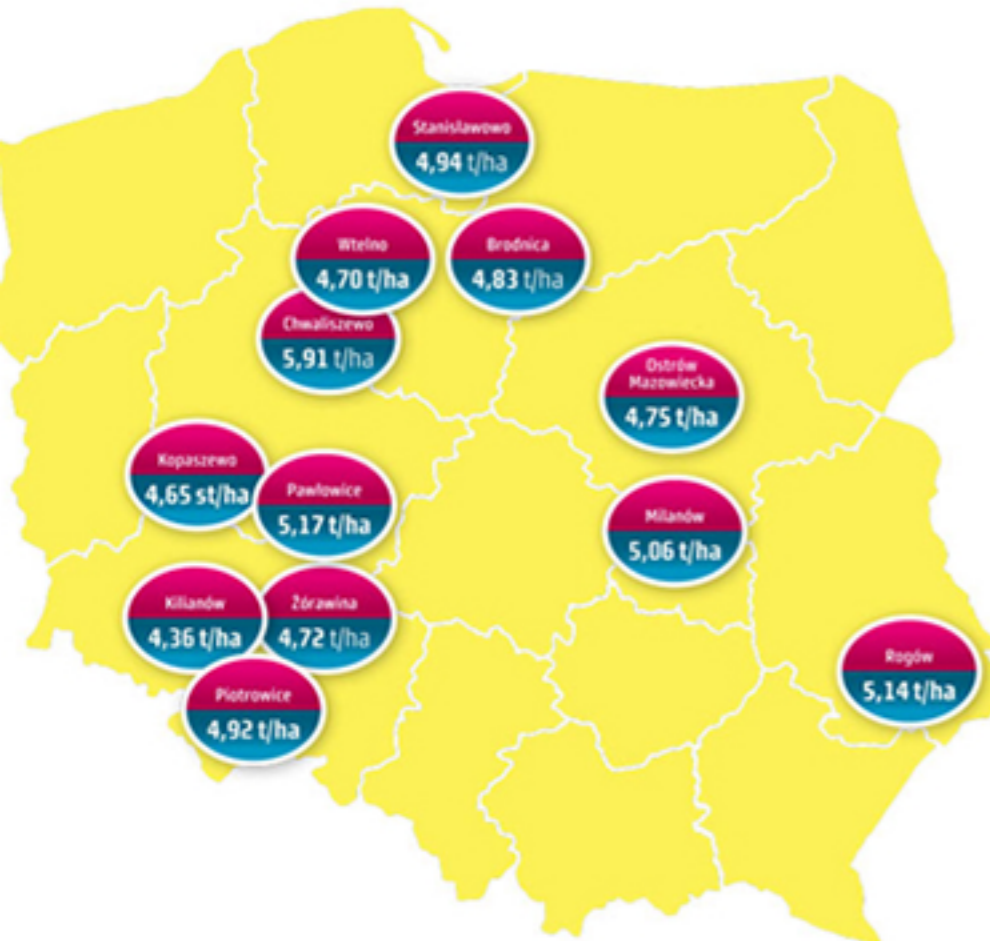 Stanisławowo
4,94 t/ha
Wtelno
4,70 t/ha
Brodnica
4,83 t/ha
Chwaliszewo
5,91 t/ha
Ostrów
Mazowiecka
4,75 t/ha
Kopaszewo
4,65 st/ha
Pawłowice
5,17 t/ha
Milanów
5,06 t/ha
Kilianów
4,36 t/ha
Żórawina
4,72 t/ha
Rogów
5,14 t/ha
Piotrowice
4,92 t/ha